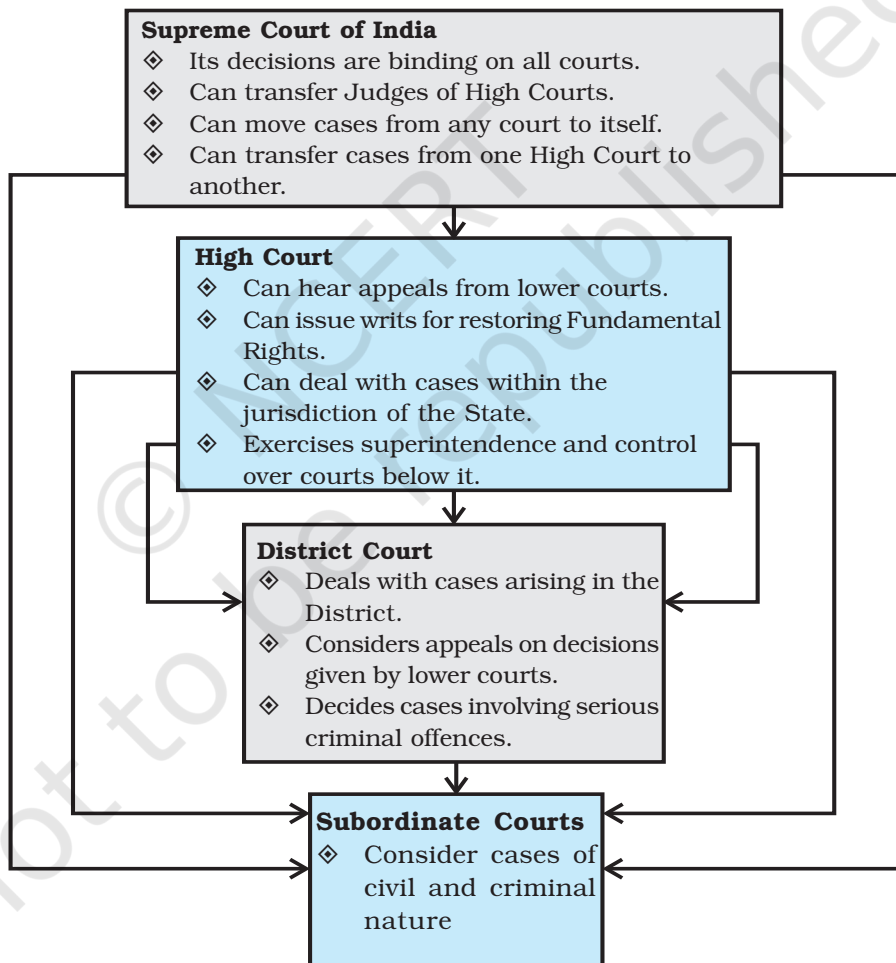 Supreme Court of India
◈ Its decisions are binding on all courts.
◈ Can transfer Judges of High Courts.
◈ Can move cases from any court to itself.
◈ Can transfer cases from one High Court to
another.
High Court
◈ Can hear appeals from lower courts.
◈ Can issue writs for restoring Fundamental
Rights.
◈ Can deal with cases within the
jurisdiction of the State.
◈ Exercises superintendence and control
over courts below it.
District Court
◈ Deals with cases arising in the
District.
◈ Considers appeals on decisions
given by lower courts.
◈ Decides cases involving serious
criminal offences.
Subordinate Courts
◈ Consider cases of
civil and criminal
nature
© NCERT
not to be republished